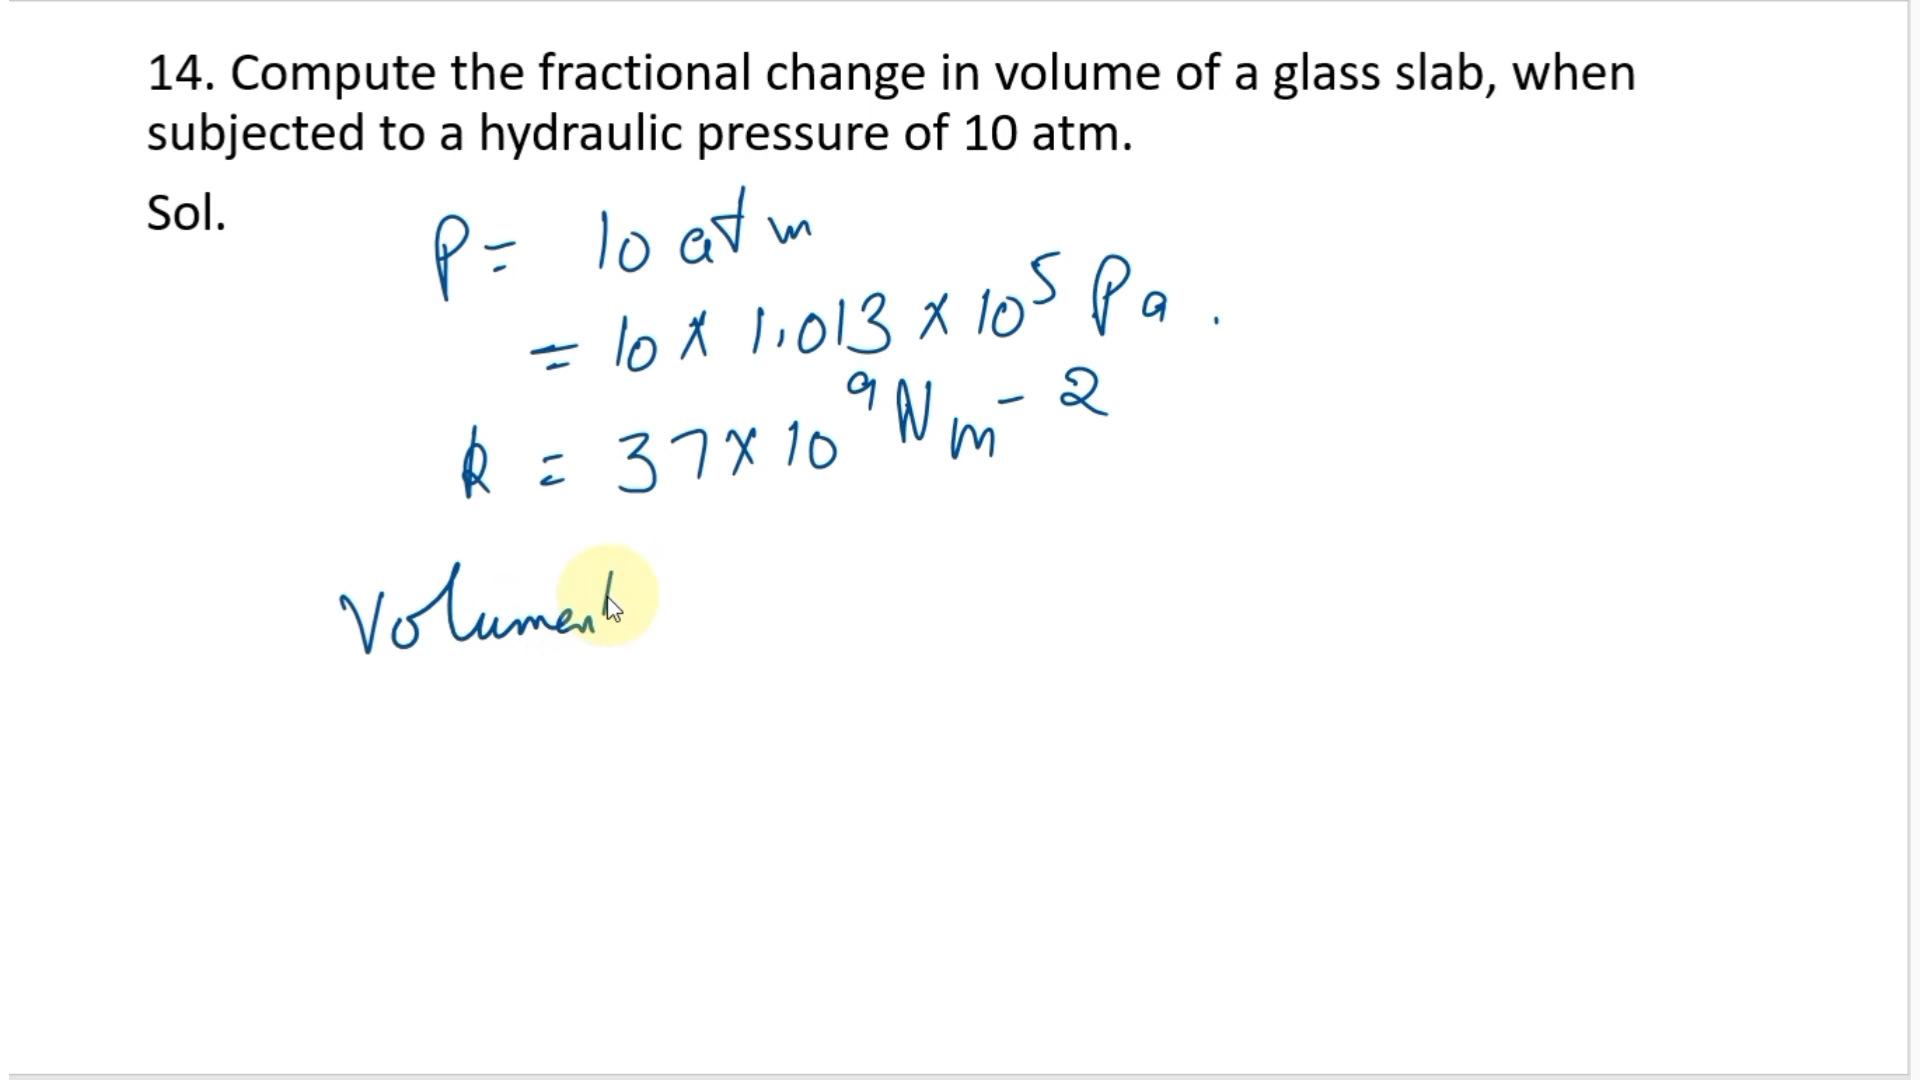 14. Compute the fractional change in volume of a glass slab, when
subjected to a hydraulic pressure of 10 atm.
Sol.
P = 10 atm
= 10 × 1.013 × 10⁵ Pa.
k = 37 × 10⁹ Nm⁻²
Volument